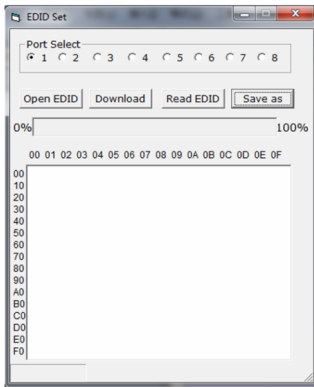 EDID Set
Port Select
1 2 3 4 5 6 7 8
Open EDID Download Read EDID Save as
0% 100%
00 01 02 03 04 05 06 07 08 09 0A 0B 0C 0D 0E 0F
00
10
20
30
40
50
60
70
80
90
A0
B0
C0
D0
E0
F0